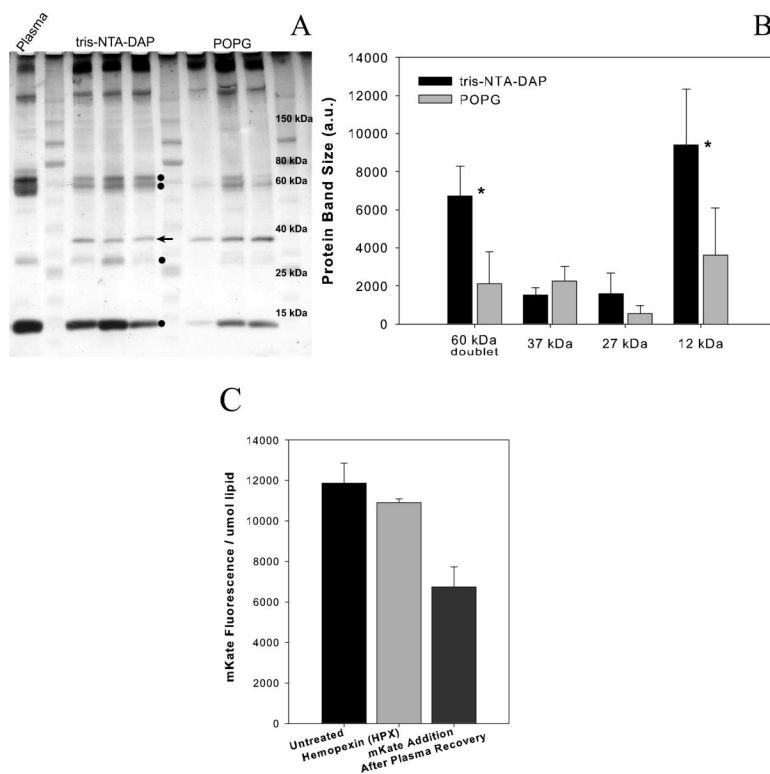 A
Plasma
tris-NTA-DAP
POPG
150 kDa
80 kDa
60 kDa
40 kDa
25 kDa
15 kDa
B
Protein Band Size (a.u.)
14000
12000
10000
8000
6000
4000
2000
0
tris-NTA-DAP
POPG
*
*
60 kDa
doublet
37 kDa
27 kDa
12 kDa
C
mKate Fluorescence / umol lipid
14000
12000
10000
8000
6000
4000
2000
0
Untreated
Hemopexin (HPX)
mKate Addition
After Plasma Recovery